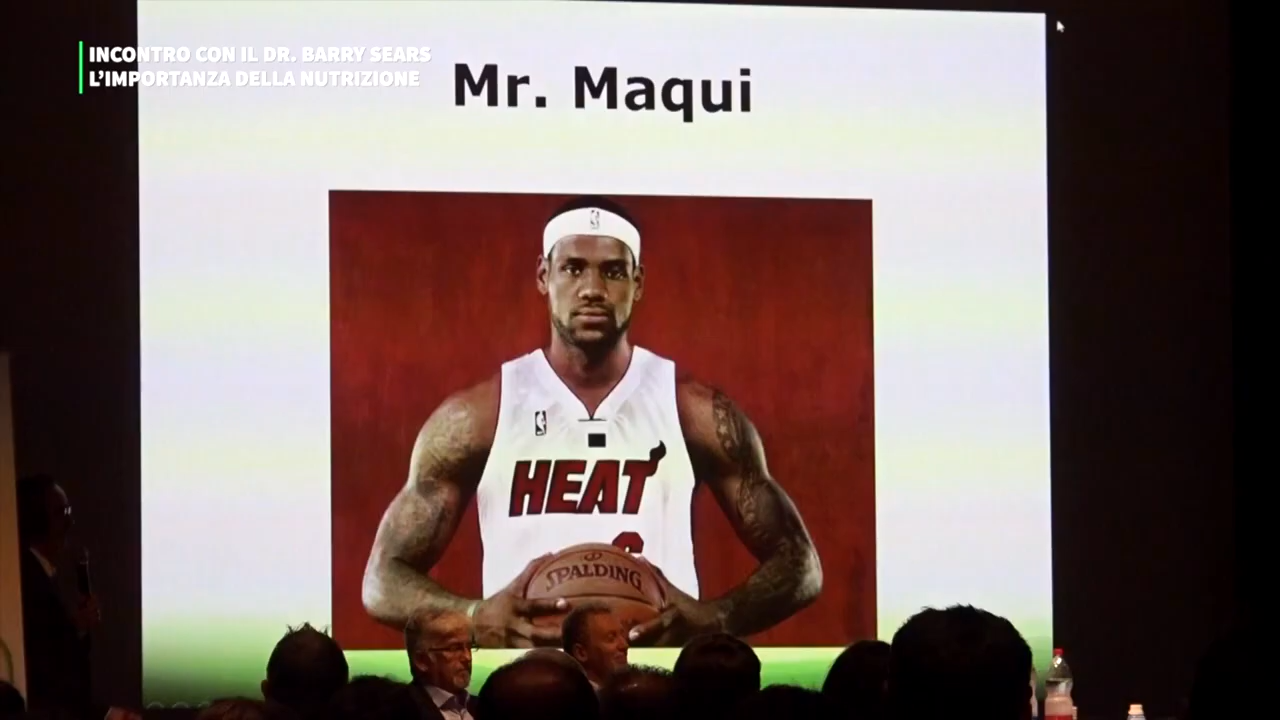 INCONTRO CON IL DR. BARRY SEARS
L'IMPORTANZA DELLA NUTRIZIONE
Mr. Maqui
HEAT
SPALDING